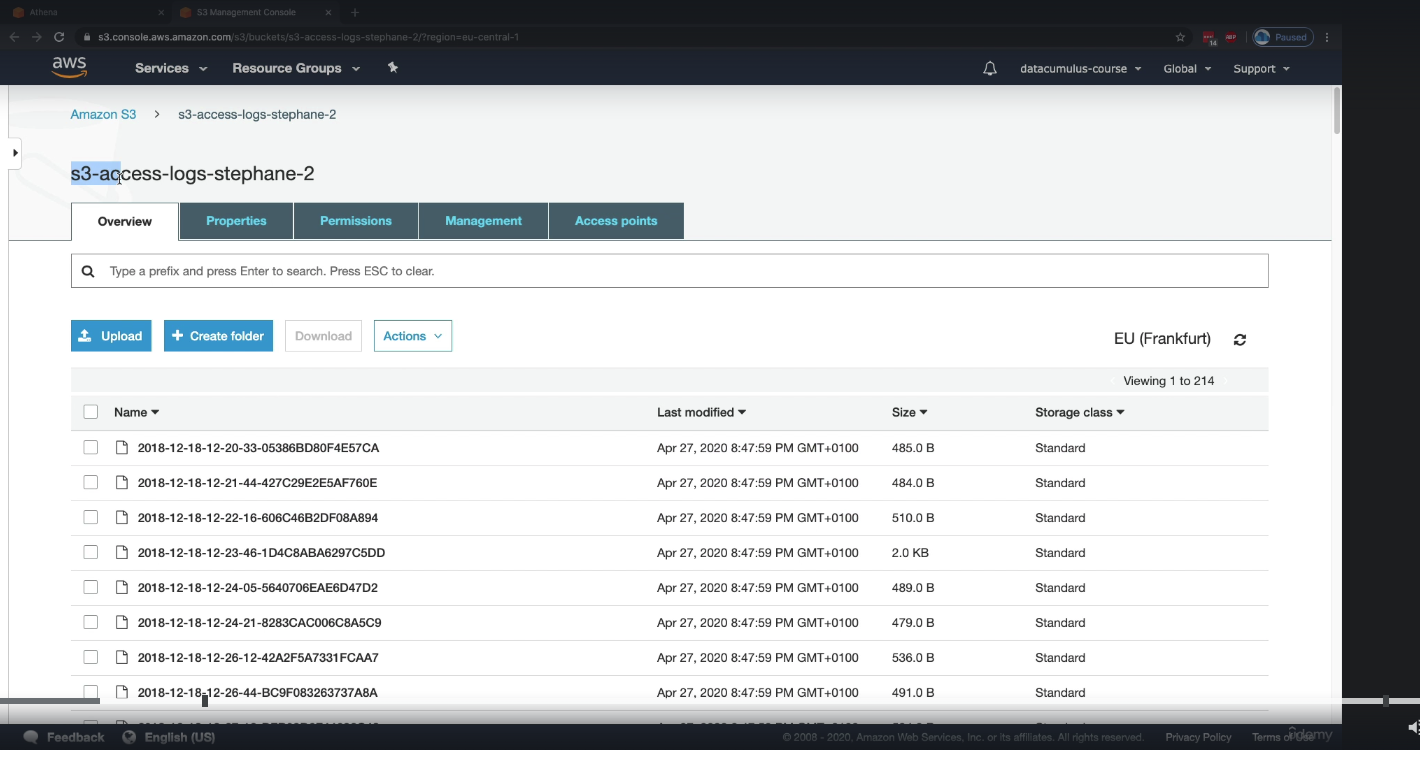 Athena
S3 Management Console
s3.console.aws.amazon.com/s3/buckets/s3-access-logs-stephane-2/?region=eu-central-1
14
ABP
Paused
aws
Services
Resource Groups
datacumulus-course
Global
Support
Amazon S3 > s3-access-logs-stephane-2
s3-access-logs-stephane-2
Overview
Properties
Permissions
Management
Access points
Type a prefix and press Enter to search. Press ESC to clear.
Upload
+ Create folder
Download
Actions
EU (Frankfurt)
Viewing 1 to 214
Name
Last modified
Size
Storage class
2018-12-18-12-20-33-05386BD80F4E57CA Apr 27, 2020 8:47:59 PM GMT+0100 485.0 B Standard
2018-12-18-12-21-44-427C29E2E5AF760E Apr 27, 2020 8:47:59 PM GMT+0100 484.0 B Standard
2018-12-18-12-22-16-606C46B2DF08A894 Apr 27, 2020 8:47:59 PM GMT+0100 510.0 B Standard
2018-12-18-12-23-46-1D4C8ABA6297C5DD Apr 27, 2020 8:47:59 PM GMT+0100 2.0 KB Standard
2018-12-18-12-24-05-5640706EAE6D47D2 Apr 27, 2020 8:47:59 PM GMT+0100 489.0 B Standard
2018-12-18-12-24-21-8283CAC006C8A5C9 Apr 27, 2020 8:47:59 PM GMT+0100 479.0 B Standard
2018-12-18-12-26-12-42A2F5A7331FCAA7 Apr 27, 2020 8:47:59 PM GMT+0100 536.0 B Standard
2018-12-18-12-26-44-BC9F083263737A8A Apr 27, 2020 8:47:59 PM GMT+0100 491.0 B Standard
Feedback
English (US)
© 2008 - 2020, Amazon Web Services, Inc. or its affiliates. All rights reserved.
Privacy Policy
Terms of Use
udemy